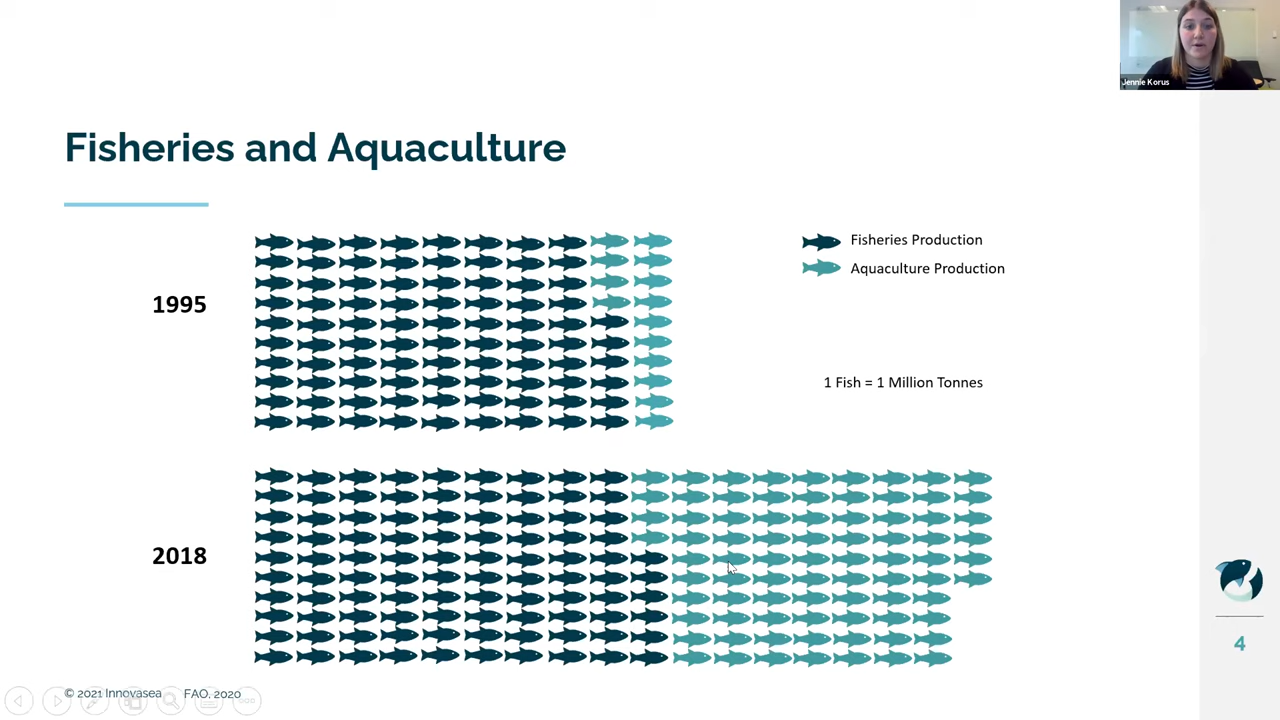 Jennie Korus
Fisheries and Aquaculture
Fisheries Production
Aquaculture Production
1995
1 Fish = 1 Million Tonnes
2018
4
© 2021 Innovasea
FAO, 2020